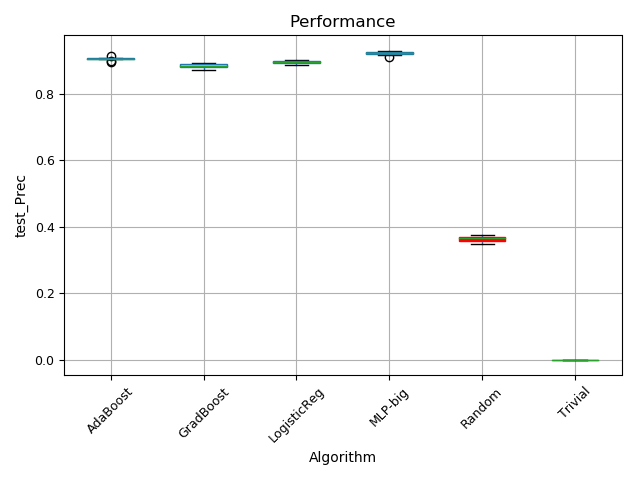 Performance
test_Prec
0.8
0.6
0.4
0.2
0.0
AdaBoost
GradBoost
LogisticReg
MLP-big
Random
Trivial
Algorithm